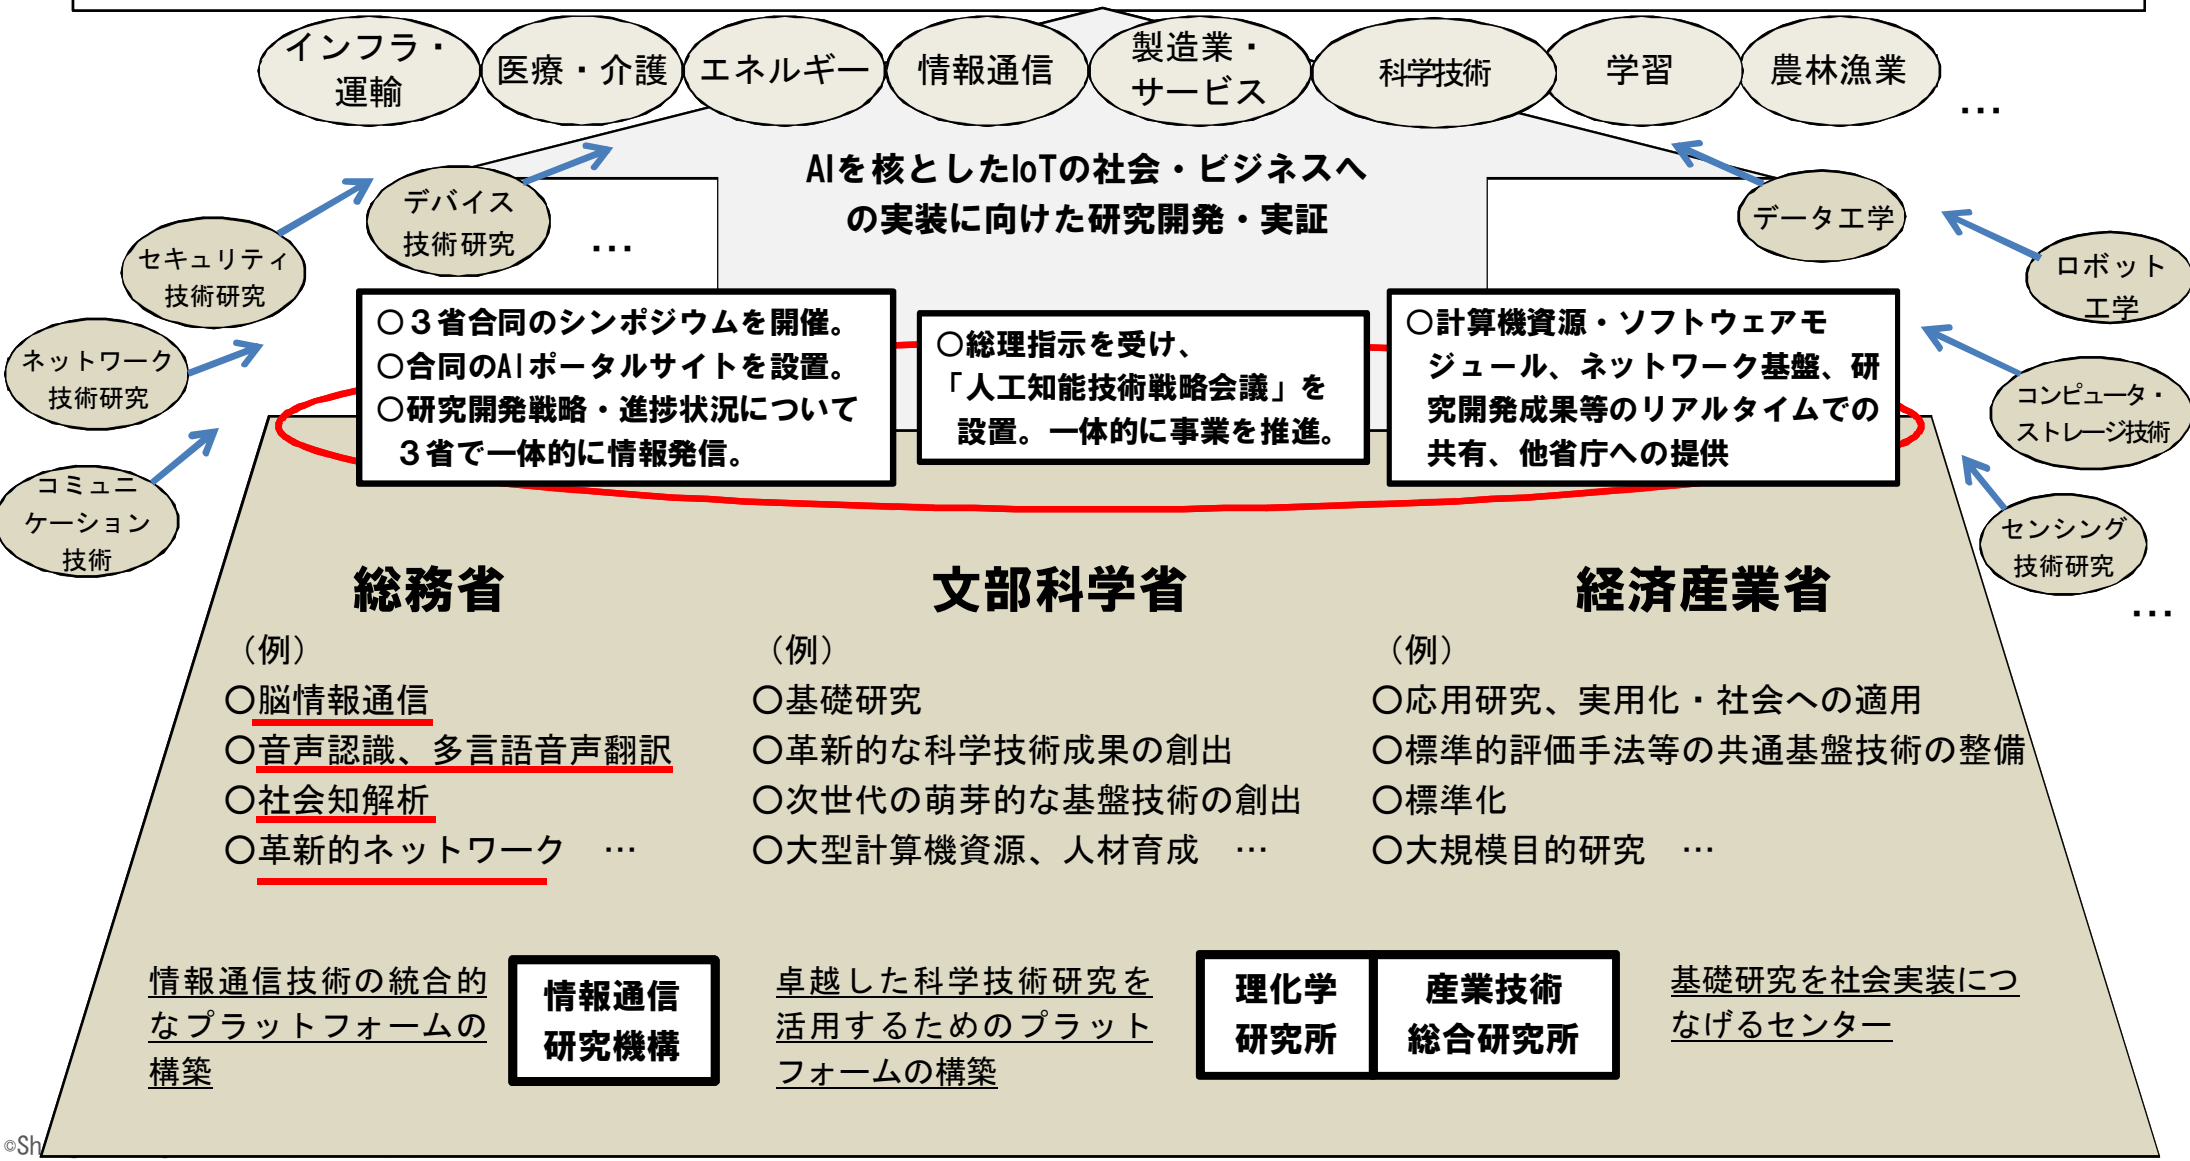 インフラ・
運輸
医療・介護
エネルギー
情報通信
製造業・
サービス
科学技術
学習
農林漁業
…
AIを核としたIoTの社会・ビジネスへ
の実装に向けた研究開発・実証
デバイス
技術研究
…
セキュリティ
技術研究
ネットワーク
技術研究
コミュニ
ケーション
技術
データ工学
ロボット
工学
コンピュータ・
ストレージ技術
センシング
技術研究
…
〇３省合同のシンポジウムを開催。
〇合同のAIポータルサイトを設置。
〇研究開発戦略・進捗状況について
３省で一体的に情報発信。
〇総理指示を受け、
「人工知能技術戦略会議」を
設置。一体的に事業を推進。
〇計算機資源・ソフトウェアモ
ジュール、ネットワーク基盤、研
究開発成果等のリアルタイムでの
共有、他省庁への提供
総務省
（例）
〇脳情報通信
〇音声認識、多言語音声翻訳
〇社会知解析
〇革新的ネットワーク　…
文部科学省
（例）
〇基礎研究
〇革新的な科学技術成果の創出
〇次世代の萌芽的な基盤技術の創出
〇大型計算機資源、人材育成　…
経済産業省
（例）
〇応用研究、実用化・社会への適用
〇標準的評価手法等の共通基盤技術の整備
〇標準化
〇大規模目的研究　…
情報通信技術の統合的
なプラットフォームの
構築
情報通信
研究機構
卓越した科学技術研究を
活用するためのプラット
フォームの構築
理化学
研究所
産業技術
総合研究所
基礎研究を社会実装につ
なげるセンター
©Sh